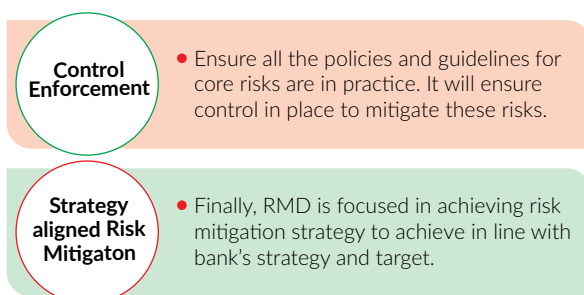 Control
Enforcement
• Ensure all the policies and guidelines for
core risks are in practice. It will ensure
control in place to mitigate these risks.
Strategy
aligned Risk
Mitigaton
• Finally, RMD is focused in achieving risk
mitigation strategy to achieve in line with
bank's strategy and target.